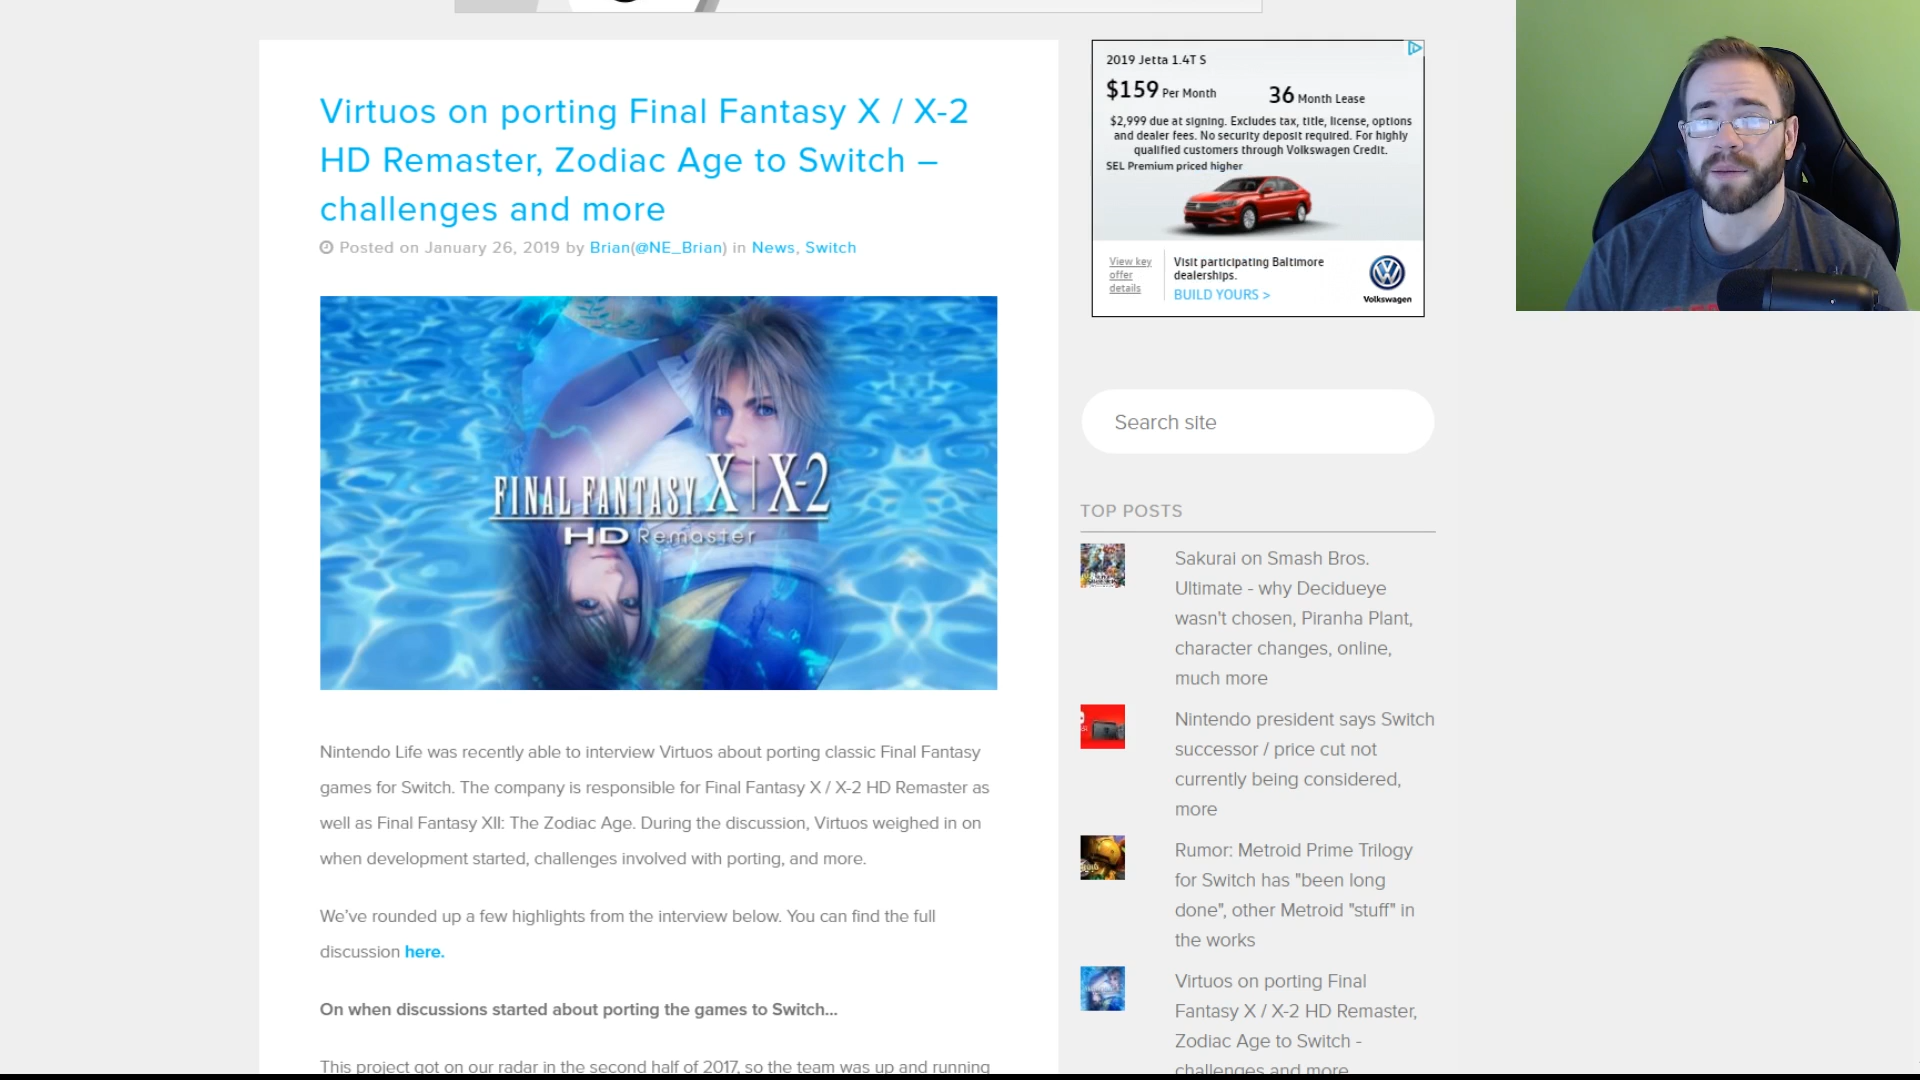 Virtuos on porting Final Fantasy X / X-2
HD Remaster, Zodiac Age to Switch –
challenges and more
Posted on January 26, 2019 by Brian(@NE_Brian) in News, Switch
FINAL FANTASY X | X-2
HD Remaster
Nintendo Life was recently able to interview Virtuos about porting classic Final Fantasy
games for Switch. The company is responsible for Final Fantasy X / X-2 HD Remaster as
well as Final Fantasy XII: The Zodiac Age. During the discussion, Virtuos weighed in on
when development started, challenges involved with porting, and more.
We've rounded up a few highlights from the interview below. You can find the full
discussion here.
On when discussions started about porting the games to Switch...
This project got on our radar in the second half of 2017, so the team was up and running
2019 Jetta 1.4T S
$159 Per Month
36 Month Lease
$2,999 due at signing. Excludes tax, title, license, options
and dealer fees. No security deposit required. For highly
qualified customers through Volkswagen Credit.
SEL Premium priced higher
View key
offer
details
Visit participating Baltimore
dealerships.
BUILD YOURS >
Volkswagen
Search site
TOP POSTS
Sakurai on Smash Bros.
Ultimate - why Decidueye
wasn't chosen, Piranha Plant,
character changes, online,
much more
Nintendo president says Switch
successor / price cut not
currently being considered,
more
Rumor: Metroid Prime Trilogy
for Switch has "been long
done", other Metroid "stuff" in
the works
Virtuos on porting Final
Fantasy X / X-2 HD Remaster,
Zodiac Age to Switch -
challenges and more